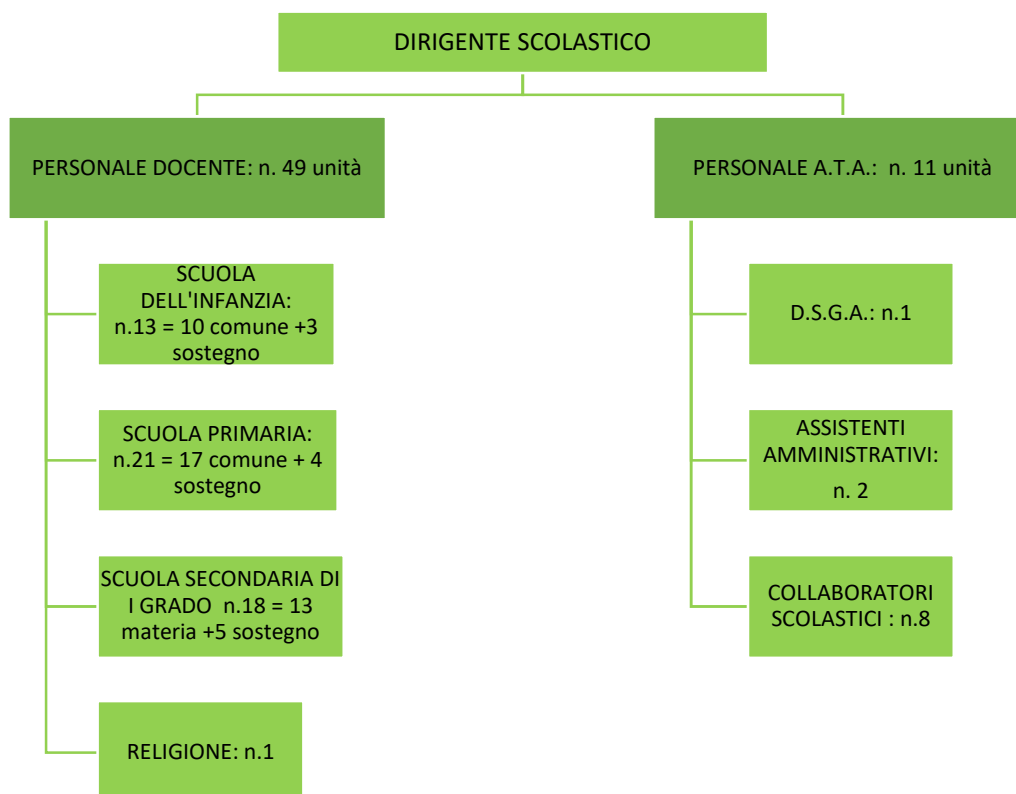 DIRIGENTE SCOLASTICO
PERSONALE DOCENTE: n. 49 unità
PERSONALE A.T.A.: n. 11 unità
SCUOLA
DELL'INFANZIA:
n.13 = 10 comune +3
sostegno
SCUOLA PRIMARIA:
n.21 = 17 comune + 4
sostegno
SCUOLA SECONDARIA DI
I GRADO n.18 = 13
materia +5 sostegno
RELIGIONE: n.1
D.S.G.A.: n.1
ASSISTENTI
AMMINISTRATIVI:
n. 2
COLLABORATORI
SCOLASTICI : n.8